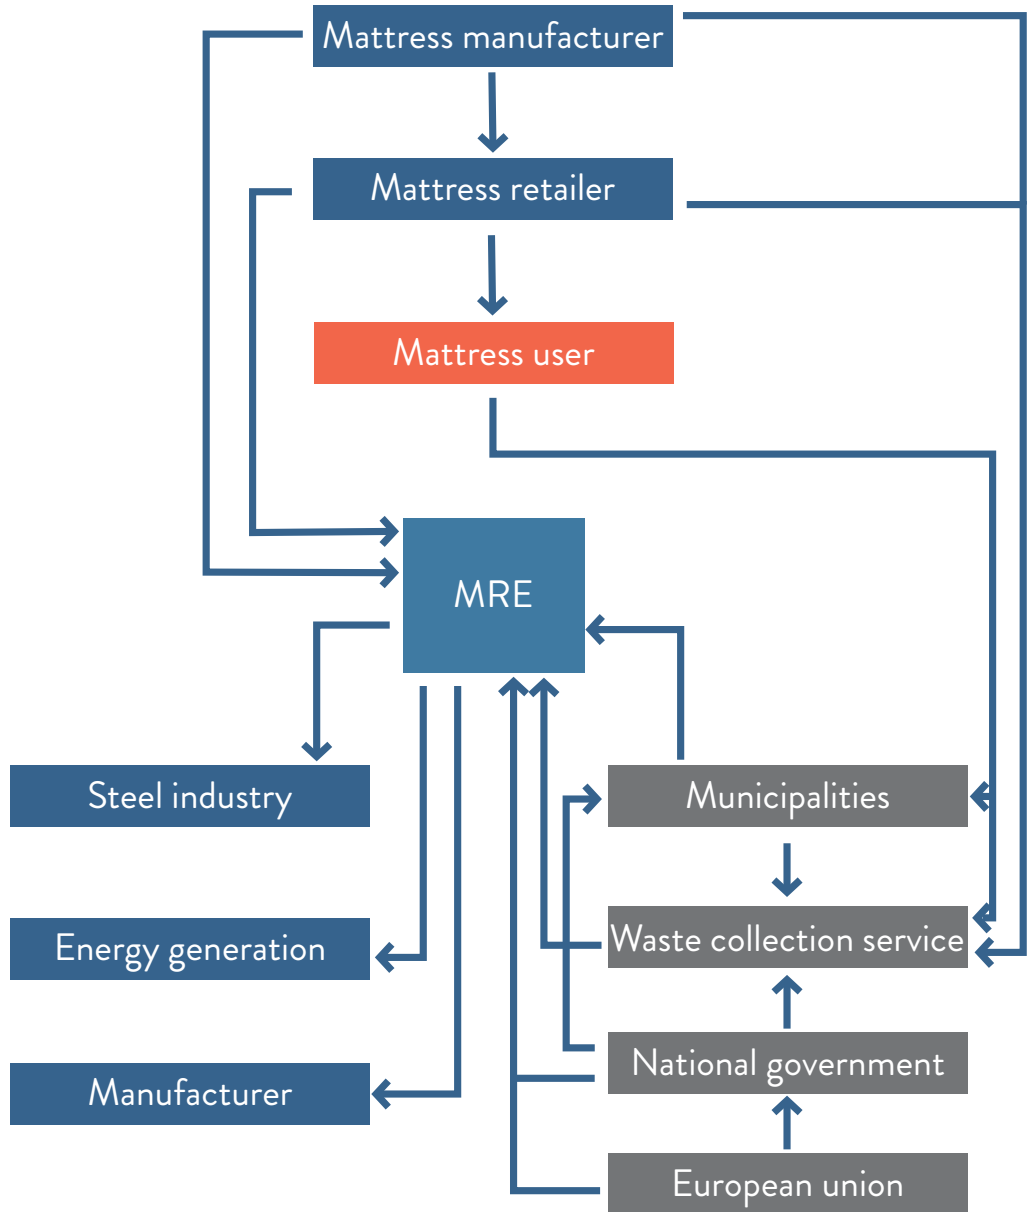 Mattress manufacturer
Mattress retailer
Mattress user
MRE
Steel industry
Municipalities
Energy generation
Waste collection service
National government
Manufacturer
European union